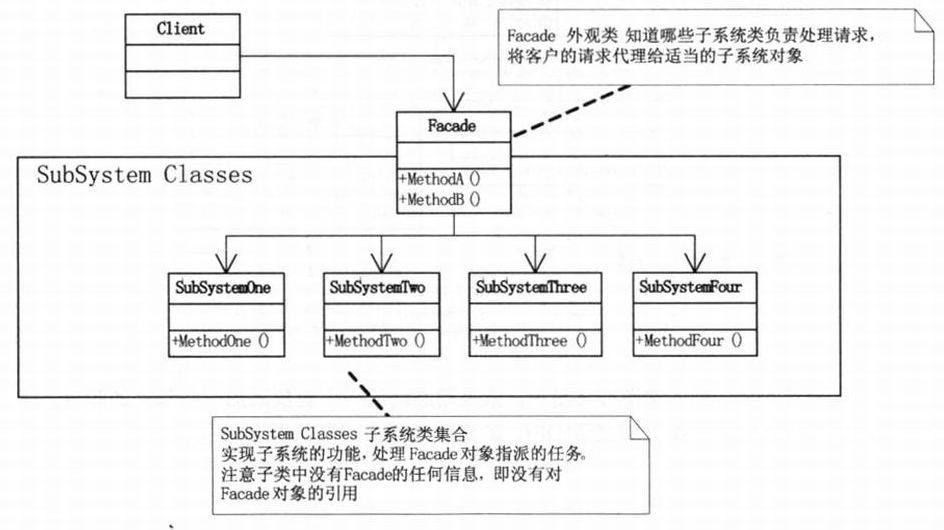 Client
Facade 外观类 知道哪些子系统类负责处理请求，
将客户的请求代理给适当的子系统对象
Facade
+MethodA ()
+MethodB ()
SubSystem Classes
SubSystemOne
+MethodOne ()
SubSystemTwo
+MethodTwo ()
SubSystemThree
+MethodThree ()
SubSystemFour
+MethodFour ()
SubSystem Classes 子系统类集合
实现子系统的功能，处理Facade对象指派的任务。
注意子类中没有Facade的任何信息，即没有对
Facade对象的引用